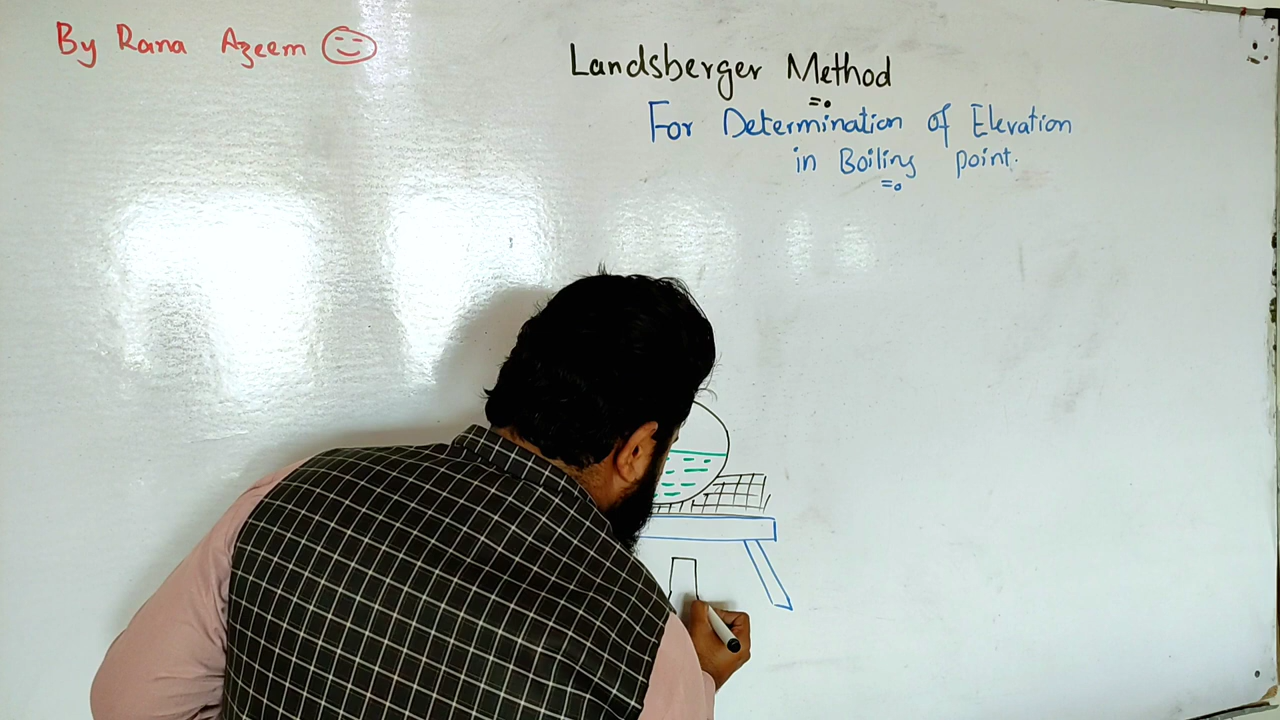 By Rana Azeem
Landsberger Method
For Determination of Elevation
in Boiling point.